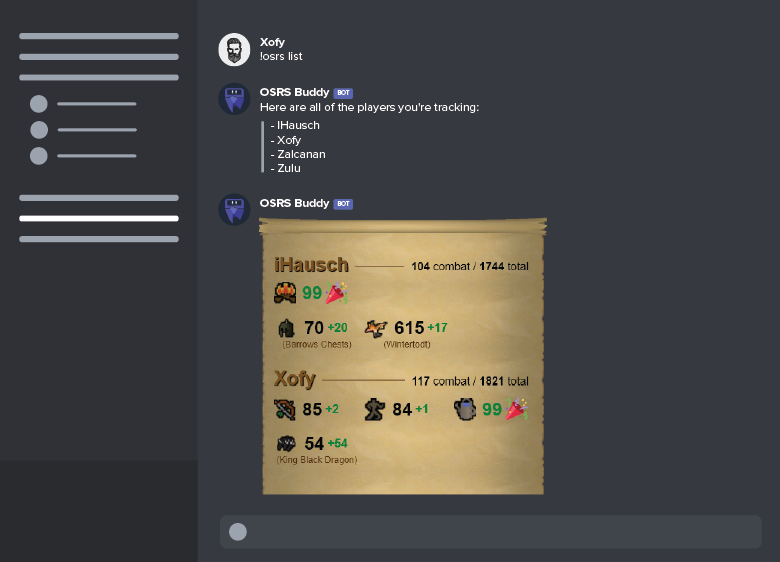 Xofy
!osrs list
OSRS Buddy BOT
Here are all of the players you're tracking:
- IHausch
- Xofy
- Zalcanan
- Zulu
OSRS Buddy BOT
iHausch 104 combat / 1744 total
99
70 +20 615 +17
(Barrows Chests) (Wintertodt)
Xofy 117 combat / 1821 total
85 +2 84 +1 99
54 +54
(King Black Dragon)